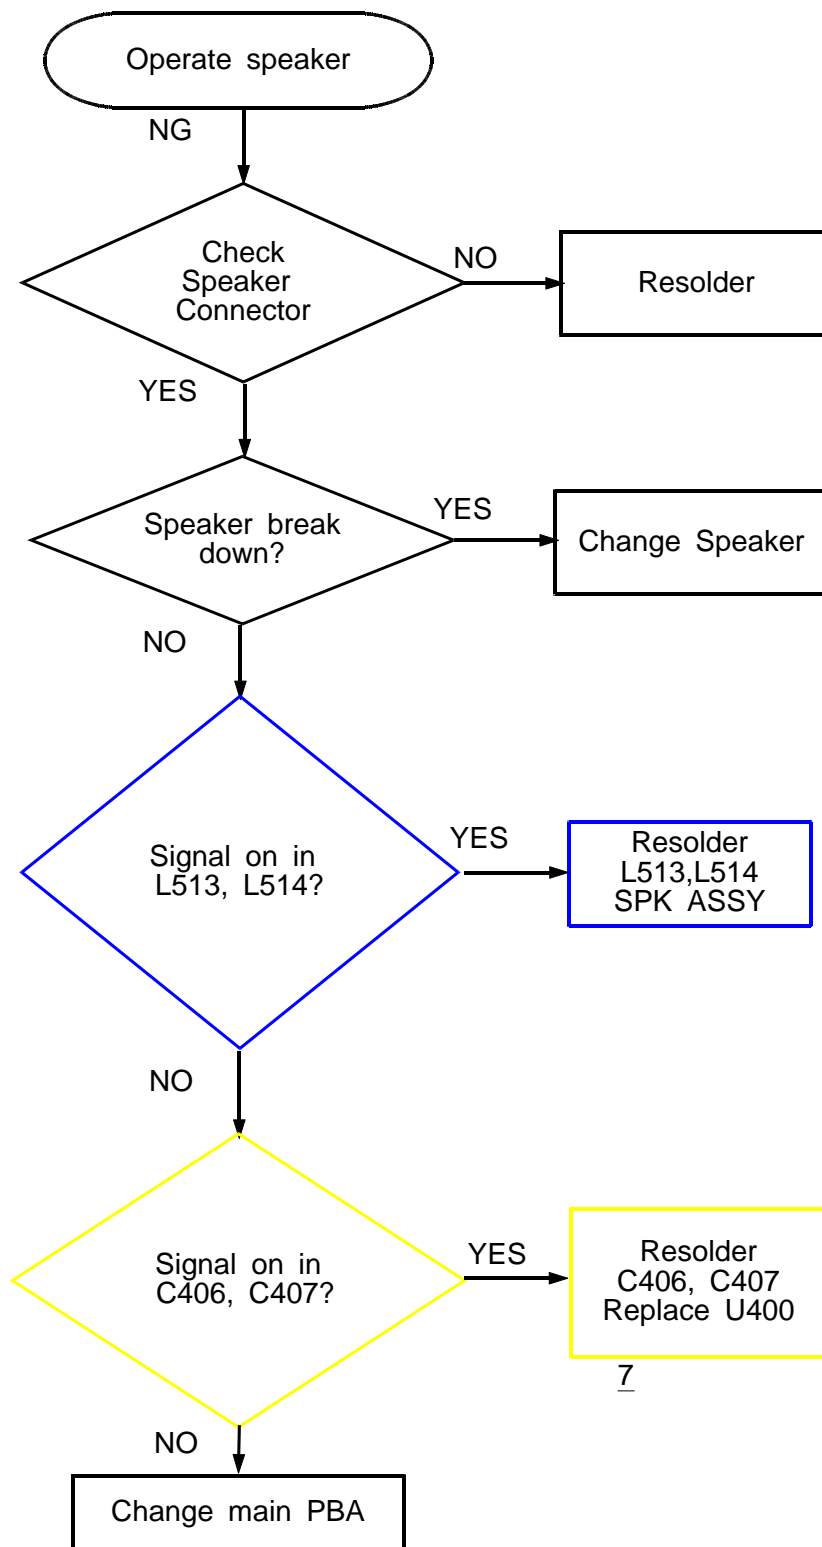 Operate speaker
NG
Check
Speaker
Connector
NO
Resolder
YES
Speaker break
down?
YES
Change Speaker
NO
Signal on in
L513, L514?
YES
Resolder
L513,L514
SPK ASSY
NO
Signal on in
C406, C407?
YES
Resolder
C406, C407
Replace U400
7
NO
Change main PBA